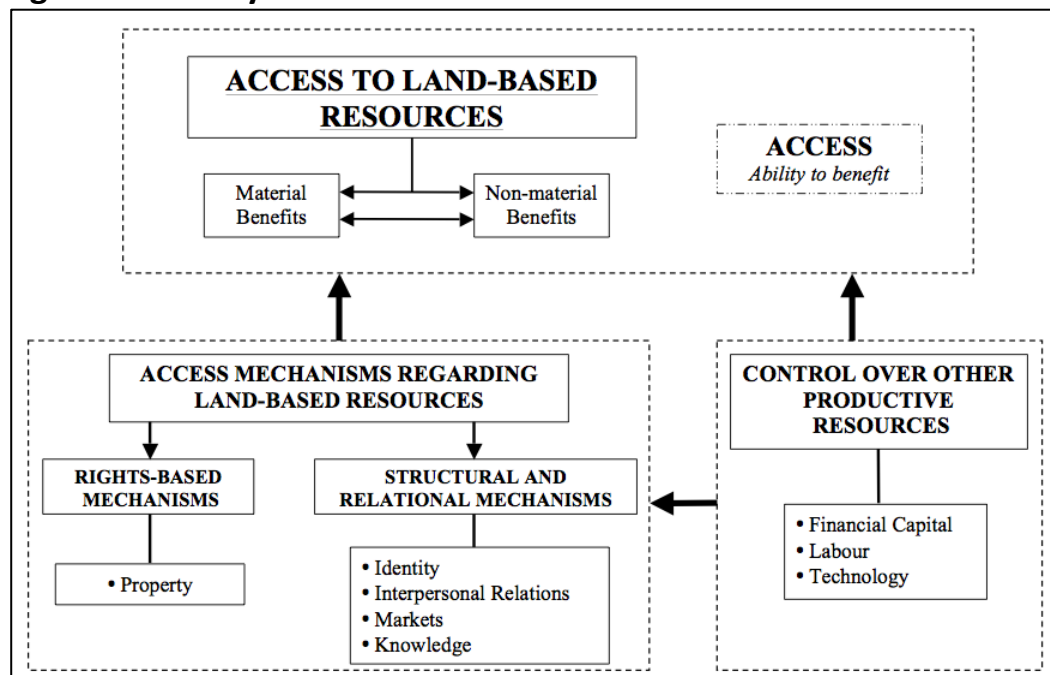 ACCESS TO LAND-BASED
RESOURCES
ACCESS
Ability to benefit
Material
Benefits
Non-material
Benefits
ACCESS MECHANISMS REGARDING
LAND-BASED RESOURCES
CONTROL OVER OTHER
PRODUCTIVE
RESOURCES
RIGHTS-BASED
MECHANISMS
STRUCTURAL AND
RELATIONAL MECHANISMS
• Property
• Identity
• Interpersonal Relations
• Markets
• Knowledge
• Financial Capital
• Labour
• Technology